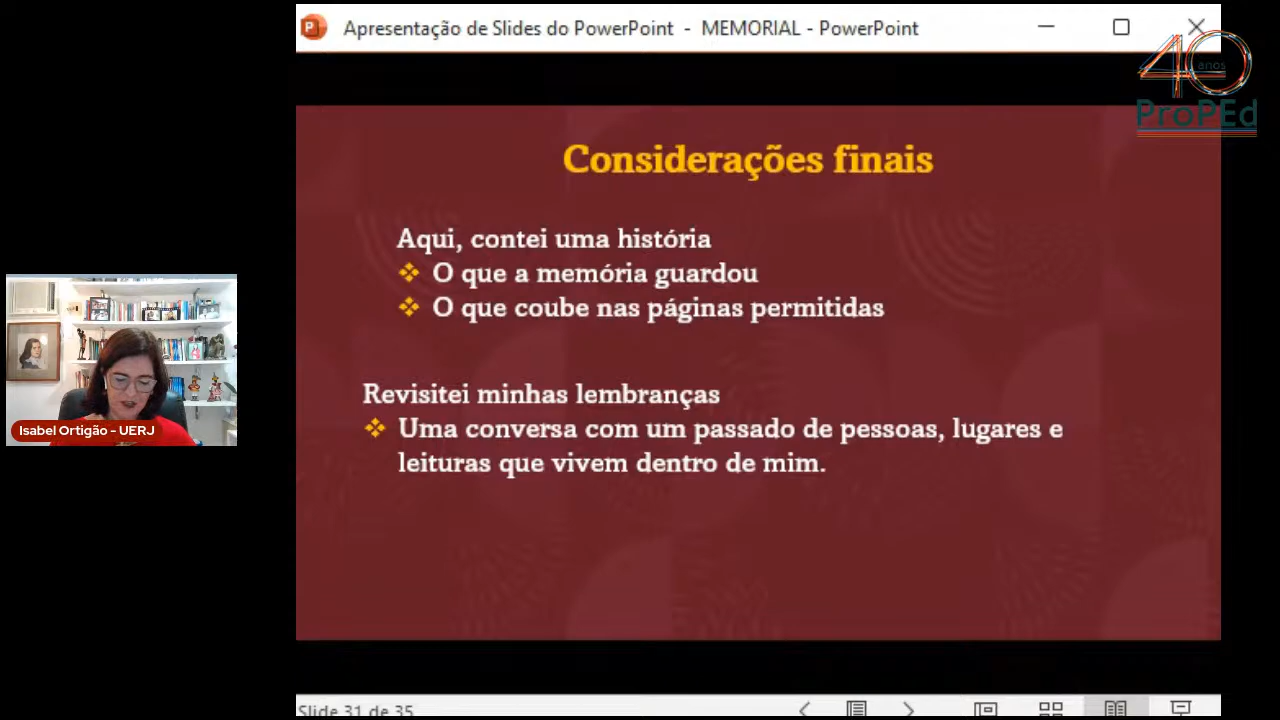 Apresentação de Slides do PowerPoint - MEMORIAL - PowerPoint
40 anos
ProPEd
Considerações finais
Aqui, contei uma história
O que a memória guardou
O que coube nas páginas permitidas
Revisitei minhas lembranças
Uma conversa com um passado de pessoas, lugares e
leituras que vivem dentro de mim.
Isabel Ortigão - UERJ
Slide 31 de 35